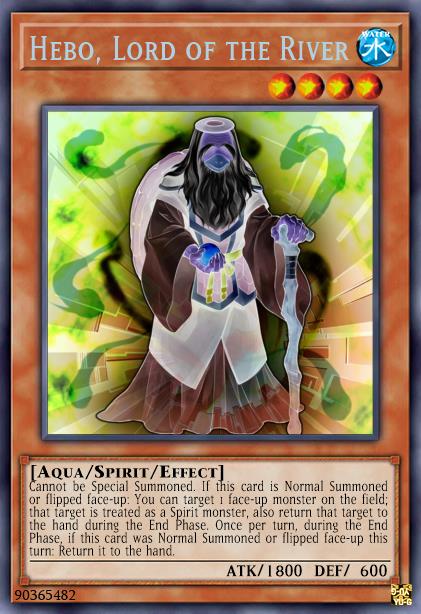 Hebo, Lord of the River
WATER
水
[Aqua/Spirit/Effect]
Cannot be Special Summoned. If this card is Normal Summoned
or flipped face-up: You can target 1 face-up monster on the field;
that target is treated as a Spirit monster, also return that target to
the hand during the End Phase. Once per turn, during the End
Phase, if this card was Normal Summoned or flipped face-up this
turn: Return it to the hand.
ATK/1800 DEF/ 600
90365482